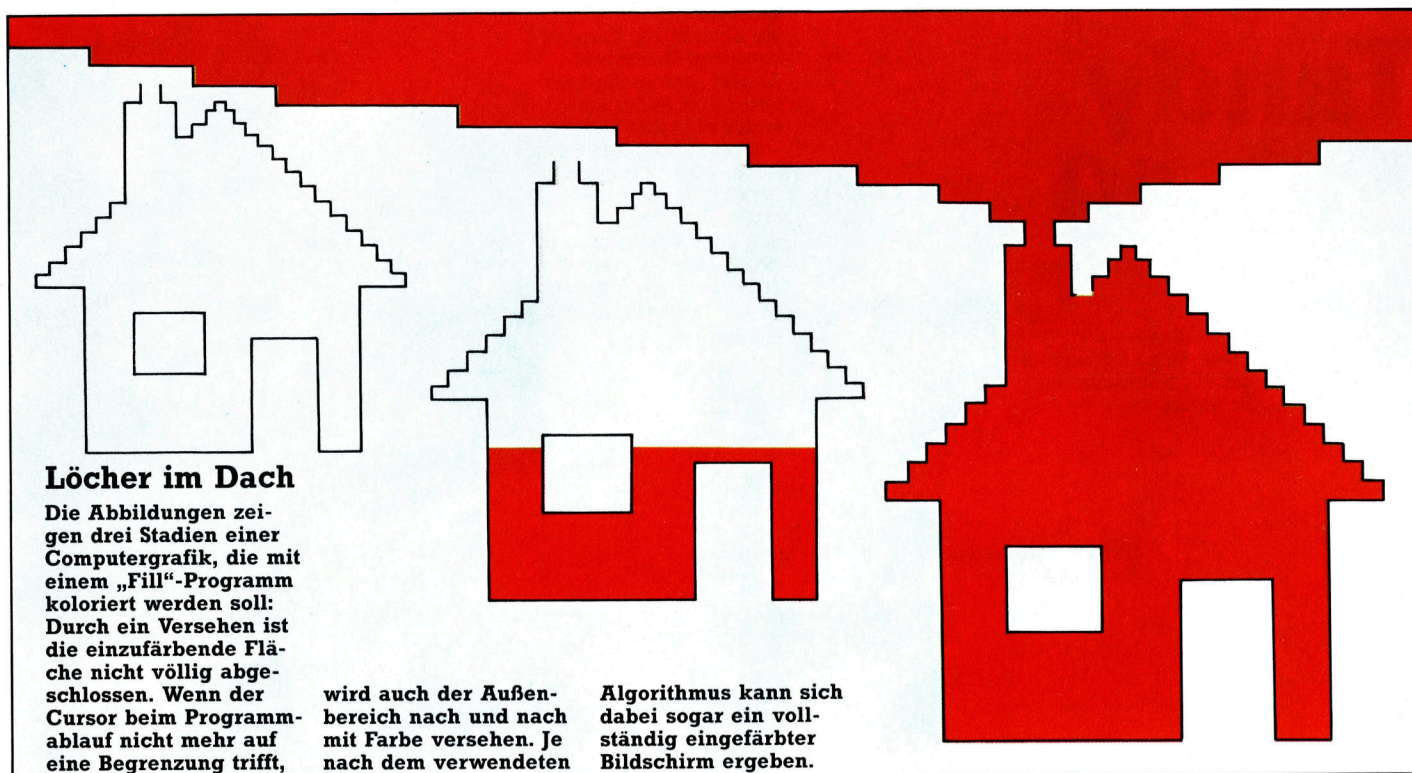 Löcher im Dach
Die Abbildungen zei-
gen drei Stadien einer
Computergrafik, die mit
einem „Fill“-Programm
koloriert werden soll:
Durch ein Versehen ist
die einzufärbende Flä-
che nicht völlig abge-
schlossen. Wenn der
Cursor beim Programm-
ablauf nicht mehr auf
eine Begrenzung trifft,
wird auch der Außen-
bereich nach und nach
mit Farbe versehen. Je
nach dem verwendeten
Algorithmus kann sich
dabei sogar ein voll-
ständig eingefärbter
Bildschirm ergeben.